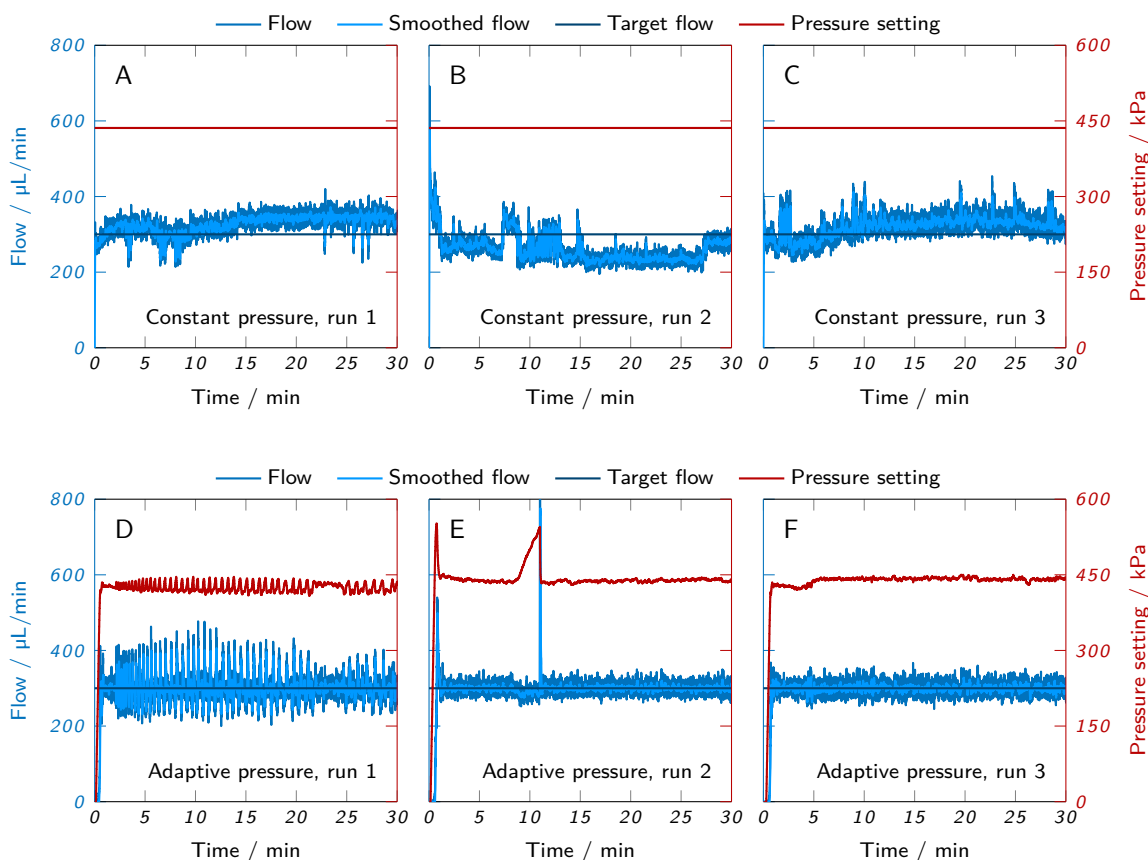 Flow Smoothed flow Target flow Pressure setting
A B C
800 600 400 200 0
Flow / µL/min
600 450 300 150 0
Pressure setting / kPa
Constant pressure, run 1 Constant pressure, run 2 Constant pressure, run 3
0 5 10 15 20 25 30 0 5 10 15 20 25 30 0 5 10 15 20 25 30
Time / min Time / min Time / min
Flow Smoothed flow Target flow Pressure setting
D E F
800 600 400 200 0
Flow / µL/min
600 450 300 150 0
Pressure setting / kPa
Adaptive pressure, run 1 Adaptive pressure, run 2 Adaptive pressure, run 3
0 5 10 15 20 25 30 0 5 10 15 20 25 30 0 5 10 15 20 25 30
Time / min Time / min Time / min